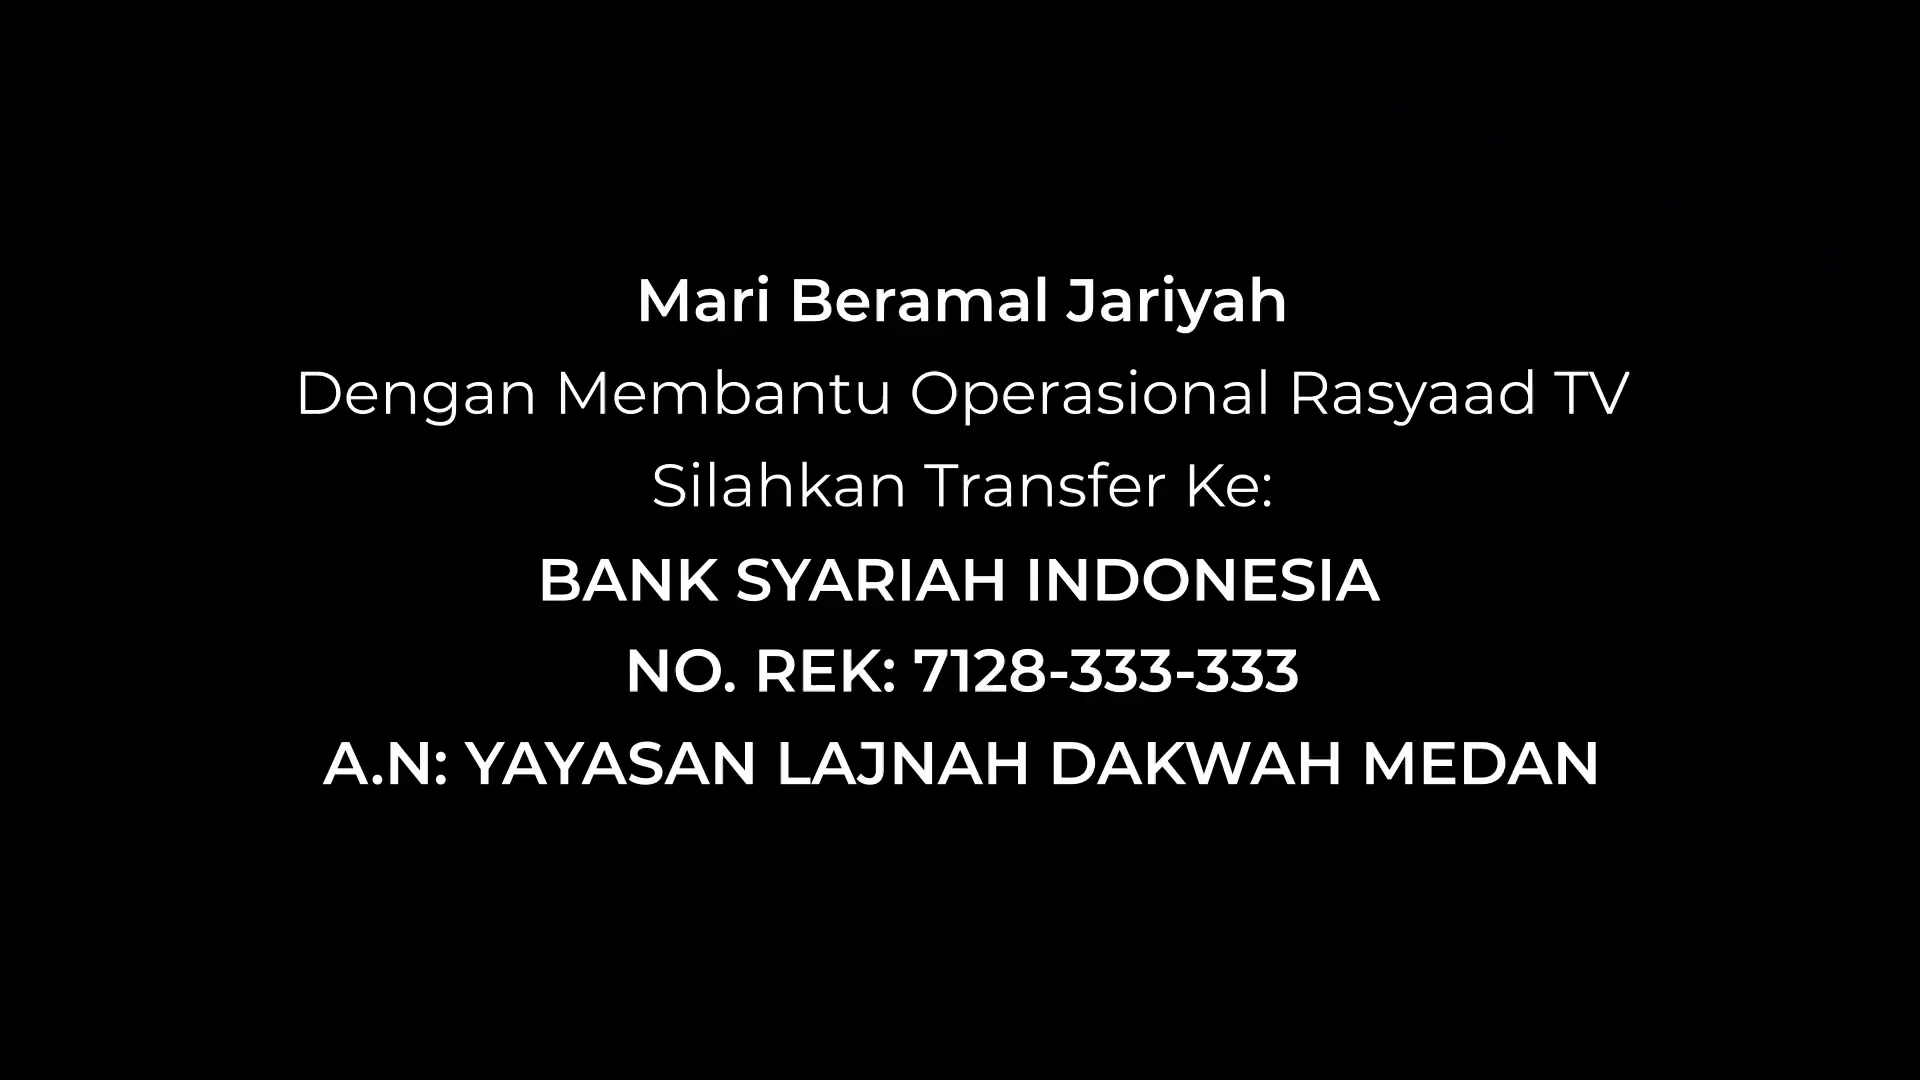 Mari Beramal Jariyah
Dengan Membantu Operasional Rasyaad TV
Silahkan Transfer Ke:
BANK SYARIAH INDONESIA
NO. REK: 7128-333-333
A.N: YAYASAN LAJNAH DAKWAH MEDAN